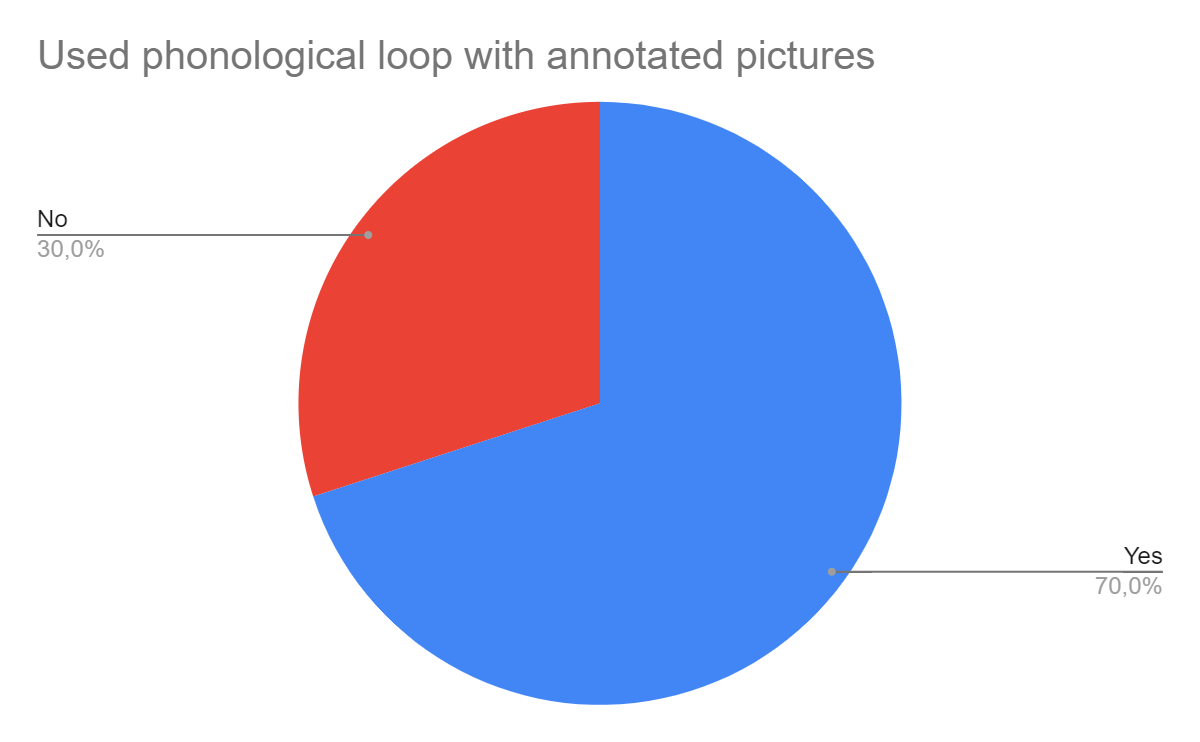 Used phonological loop with annotated pictures
No
30,0%
Yes
70,0%